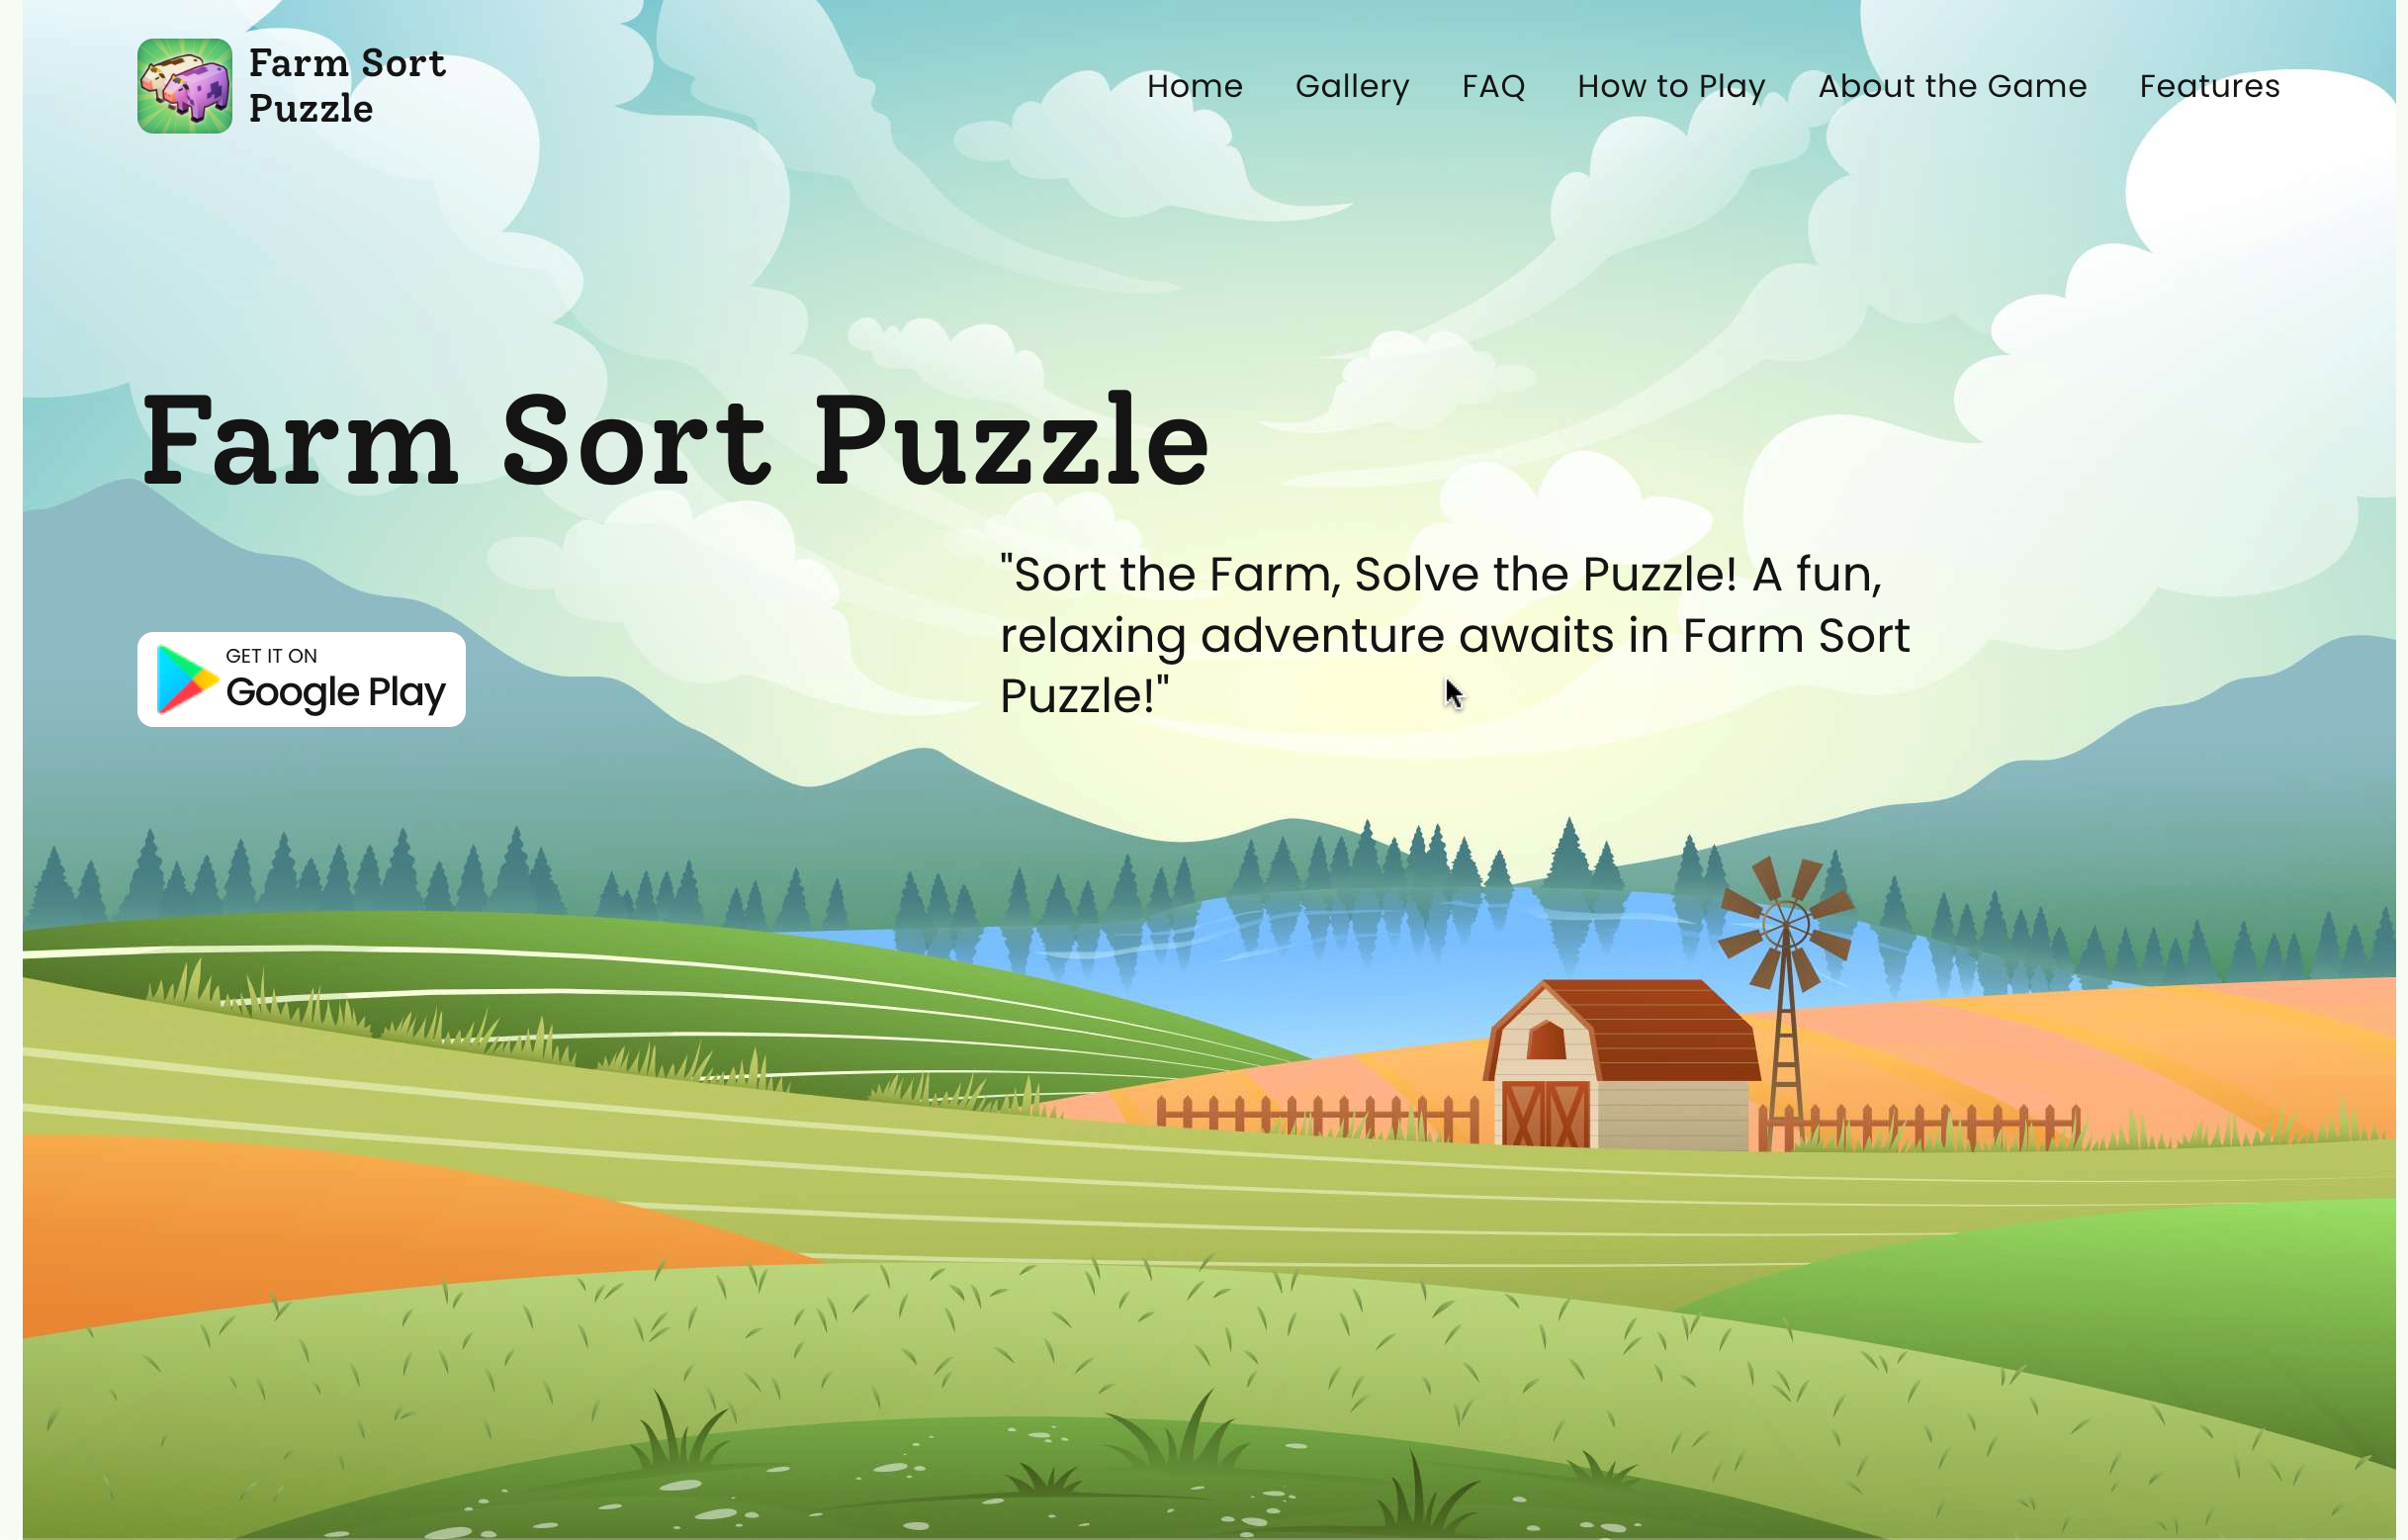 Farm Sort
Puzzle
Home Gallery FAQ How to Play About the Game Features
Farm Sort Puzzle
"Sort the Farm, Solve the Puzzle! A fun,
relaxing adventure awaits in Farm Sort
Puzzle!"
GET IT ON
Google Play